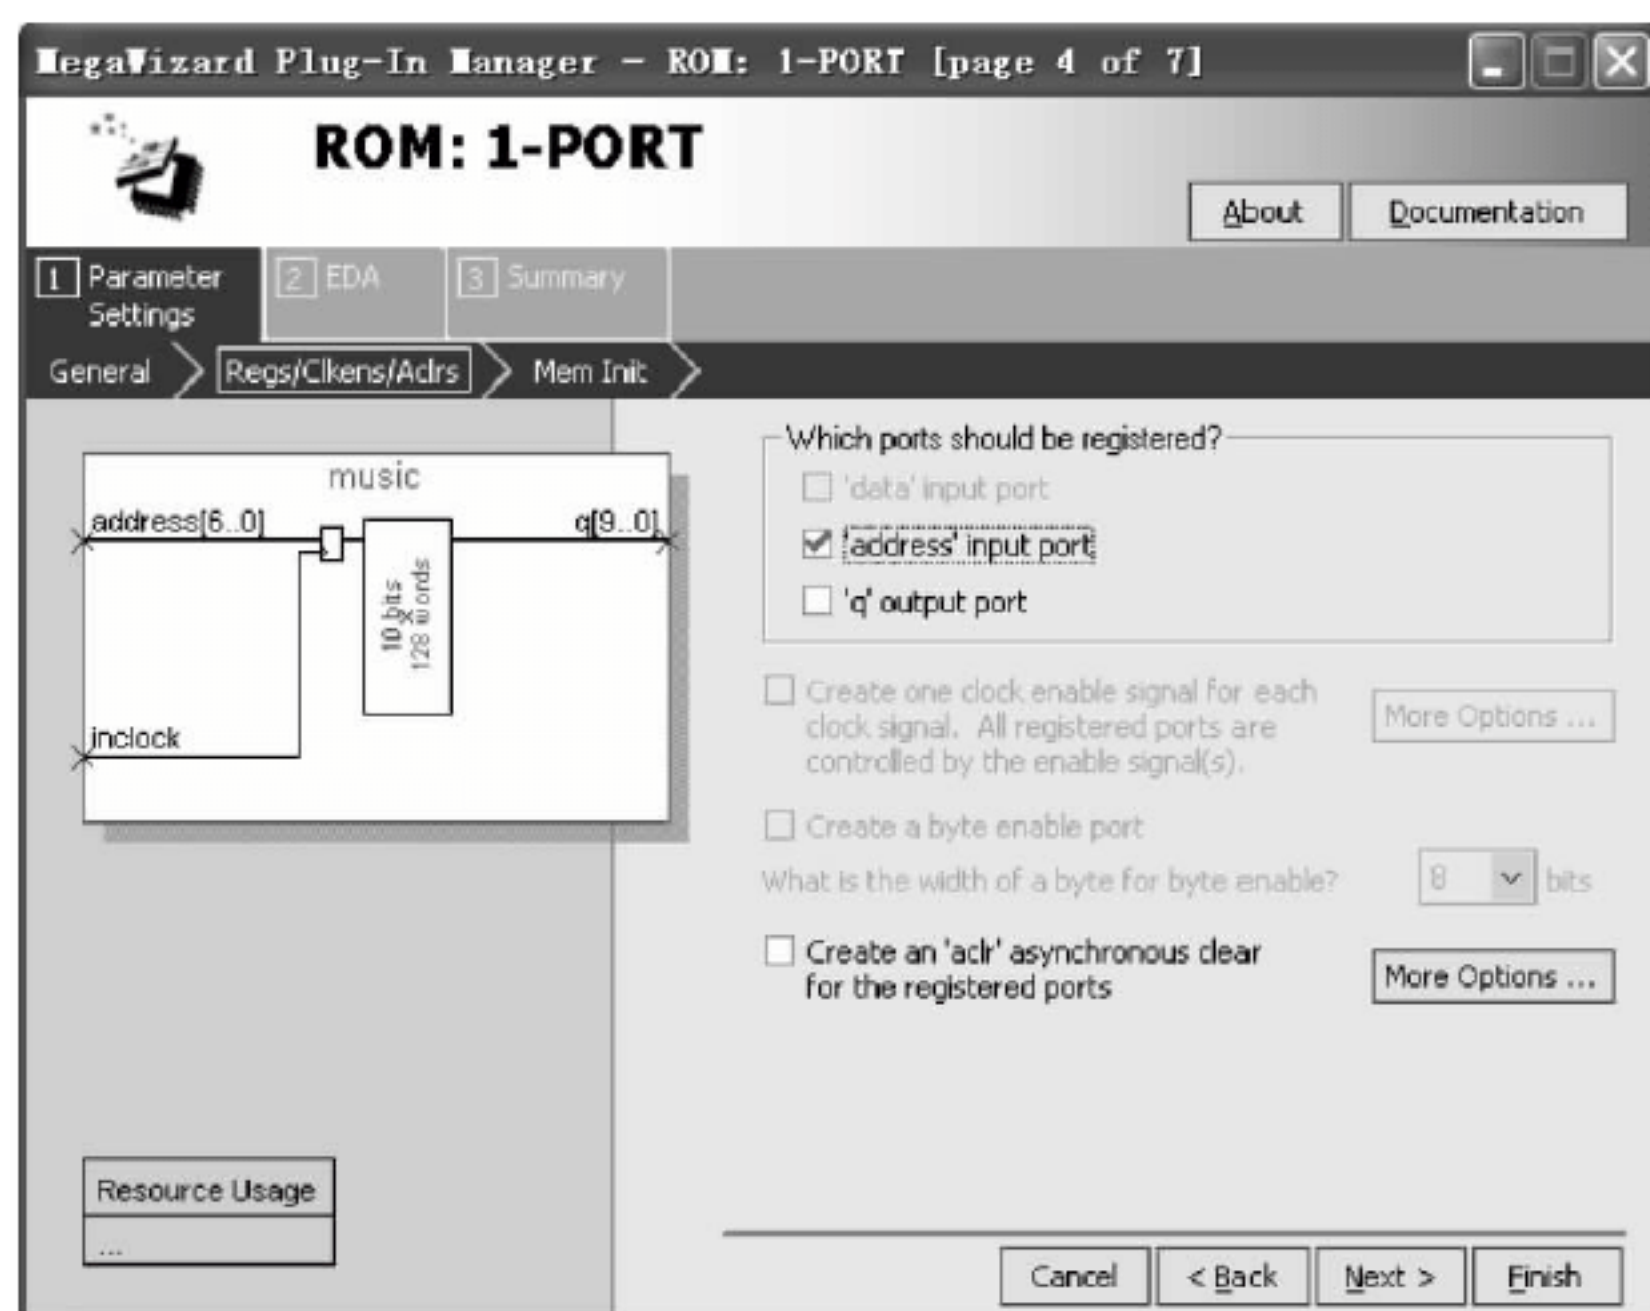 MegaWizard Plug-In Manager - ROM: 1-PORT [page 4 of 7]
ROM: 1-PORT
About
Documentation
1 Parameter Settings
2 EDA
3 Summary
General
Regs/Clkens/Aclrs
Mem Init
music
address[6..0]
q[9..0]
10 bits
X
128 words
inclock
Resource Usage
...
Which ports should be registered?
'data' input port
'address' input port
'q' output port
Create one clock enable signal for each
clock signal. All registered ports are
controlled by the enable signal(s).
More Options ...
Create a byte enable port
What is the width of a byte for byte enable?
8
bits
Create an 'aclr' asynchronous clear
for the registered ports
More Options ...
Cancel
< Back
Next >
Finish